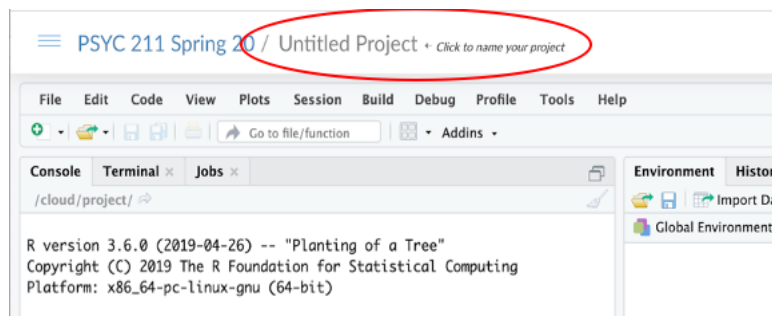 PSYC 211 Spring 20 / Untitled Project ← Click to name your project
File Edit Code View Plots Session Build Debug Profile Tools Help
Go to file/function Addins
Console Terminal × Jobs × Environment Histor
/cloud/project/ Import Da
Global Environment
R version 3.6.0 (2019-04-26) -- "Planting of a Tree"
Copyright (C) 2019 The R Foundation for Statistical Computing
Platform: x86_64-pc-linux-gnu (64-bit)